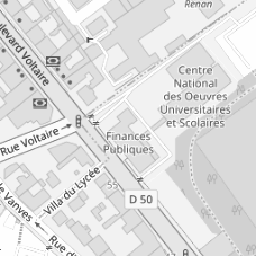 Renan
Boulevard Voltaire
Centre
National
des Oeuvres
Universitaires
et Scolaires
Finances
Publiques
Rue Voltaire
Villa du Lycée
55
D 50
de Vanves
Rue d